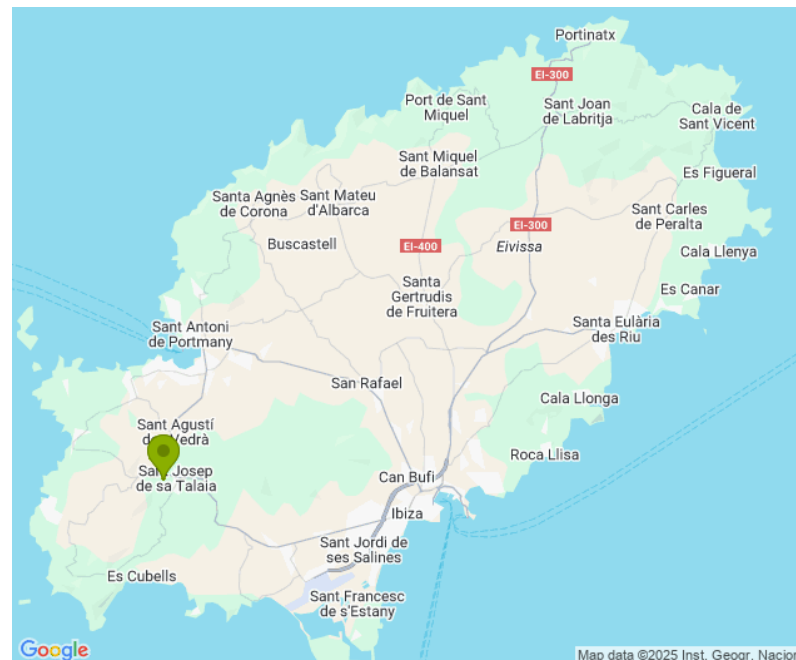 Portinatx
EI-300
Port de Sant
Miquel
Sant Joan
de Labritja
Cala de
Sant Vicent
Sant Miquel
de Balansat
Es Figueral
Santa Agnès
de Corona
Sant Mateu
d'Albarca
Sant Carles
de Peralta
EI-300
Buscastell
EI-400
Eivissa
Cala Llenya
Santa
Gertrudis
de Fruitera
Es Canar
Sant Antoni
de Portmany
Santa Eulària
des Riu
San Rafael
Cala Llonga
Sant Agustí
Vedrà
Roca Llisa
Sant Josep
de sa Talaia
Can Bufi
Ibiza
Sant Jordi de
ses Salines
Es Cubells
Sant Francesc
de s'Estany
Google
Map data ©2025 Inst. Geogr. Nacion